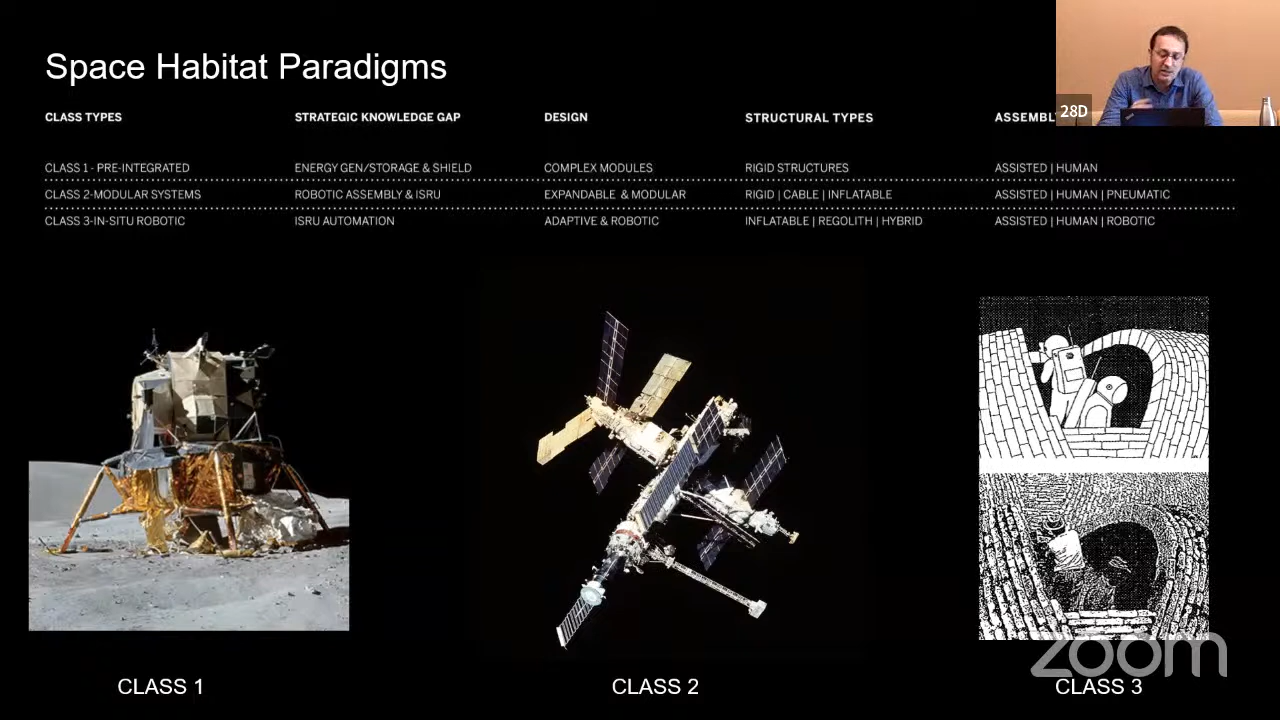 Space Habitat Paradigms
CLASS TYPES STRATEGIC KNOWLEDGE GAP DESIGN STRUCTURAL TYPES ASSEMBL
28D
CLASS 1 - PRE-INTEGRATED ENERGY GEN/STORAGE & SHIELD COMPLEX MODULES RIGID STRUCTURES ASSISTED | HUMAN
CLASS 2-MODULAR SYSTEMS ROBOTIC ASSEMBLY & ISRU EXPANDABLE & MODULAR RIGID | CABLE | INFLATABLE ASSISTED | HUMAN | PNEUMATIC
CLASS 3-IN-SITU ROBOTIC ISRU AUTOMATION ADAPTIVE & ROBOTIC INFLATABLE | REGOLITH | HYBRID ASSISTED | HUMAN | ROBOTIC
zoom
CLASS 1 CLASS 2 CLASS 3